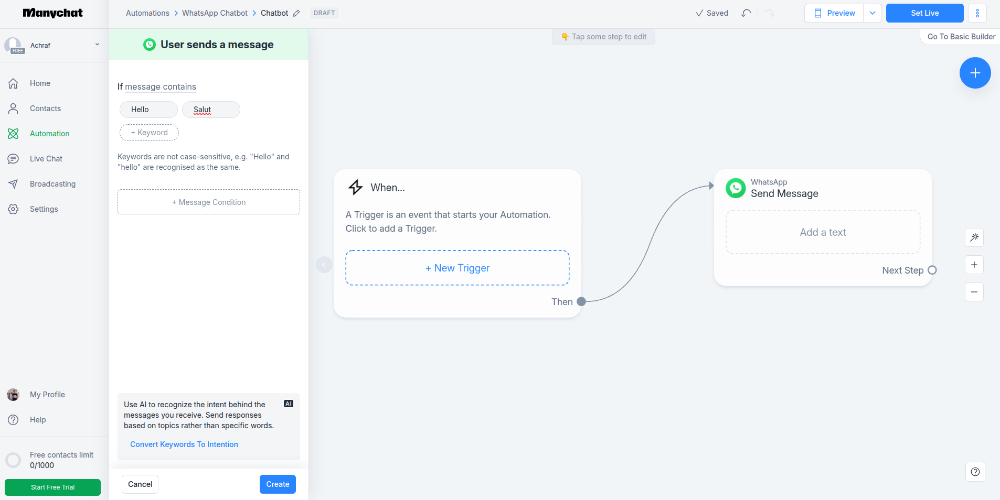 Manychat
Automations > WhatsApp Chatbot > Chatbot
DRAFT
Saved
Preview
Set Live
FREE
Achraf
Home
Contacts
Automation
Live Chat
Broadcasting
Settings
My Profile
Help
Free contacts limit
0/1000
Start Free Trial
User sends a message
If message contains
Hello
Salut
+ Keyword
Keywords are not case-sensitive, e.g. "Hello" and
"hello" are recognised as the same.
+ Message Condition
Use AI to recognize the intent behind the
messages you receive. Send responses
based on topics rather than specific words.
AI
Convert Keywords To Intention
Cancel
Create
👇 Tap some step to edit
Go To Basic Builder
When...
A Trigger is an event that starts your Automation.
Click to add a Trigger.
+ New Trigger
Then
WhatsApp
Send Message
Add a text
Next Step